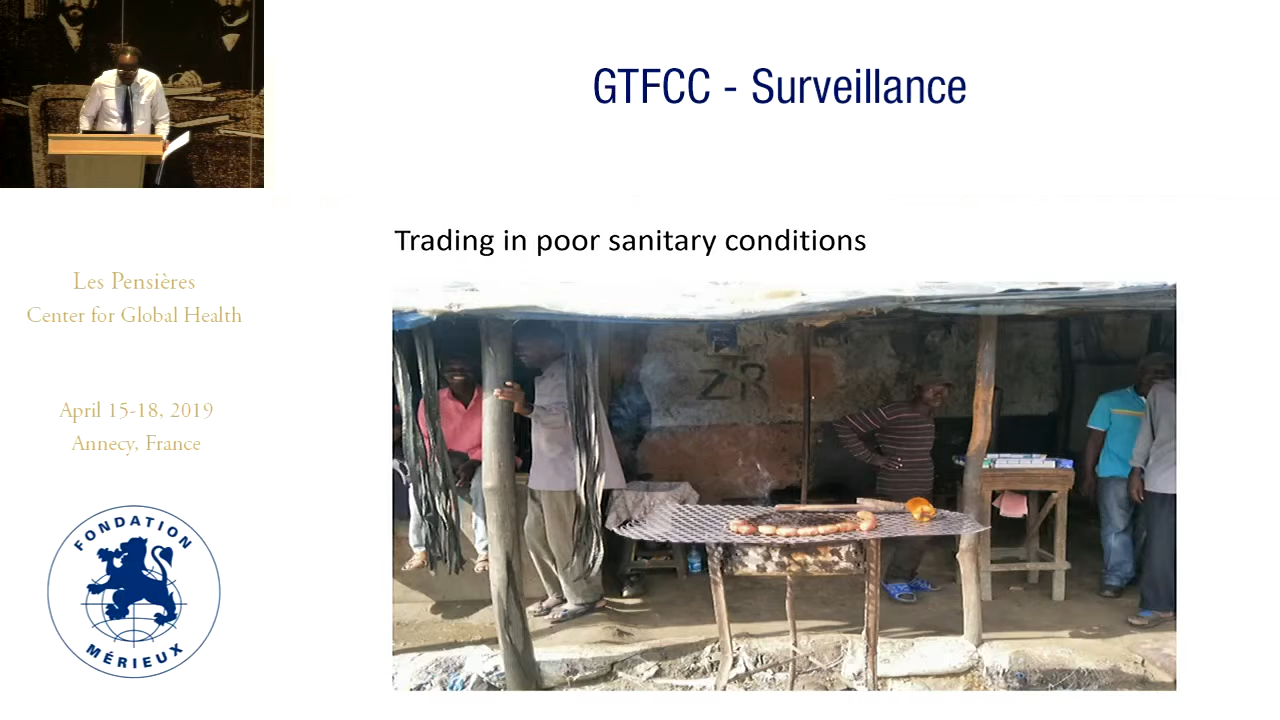 GTFCC - Surveillance
Trading in poor sanitary conditions
Les Pensières
Center for Global Health
April 15-18, 2019
Annecy, France
FONDATION
MÉRIEUX
ZR